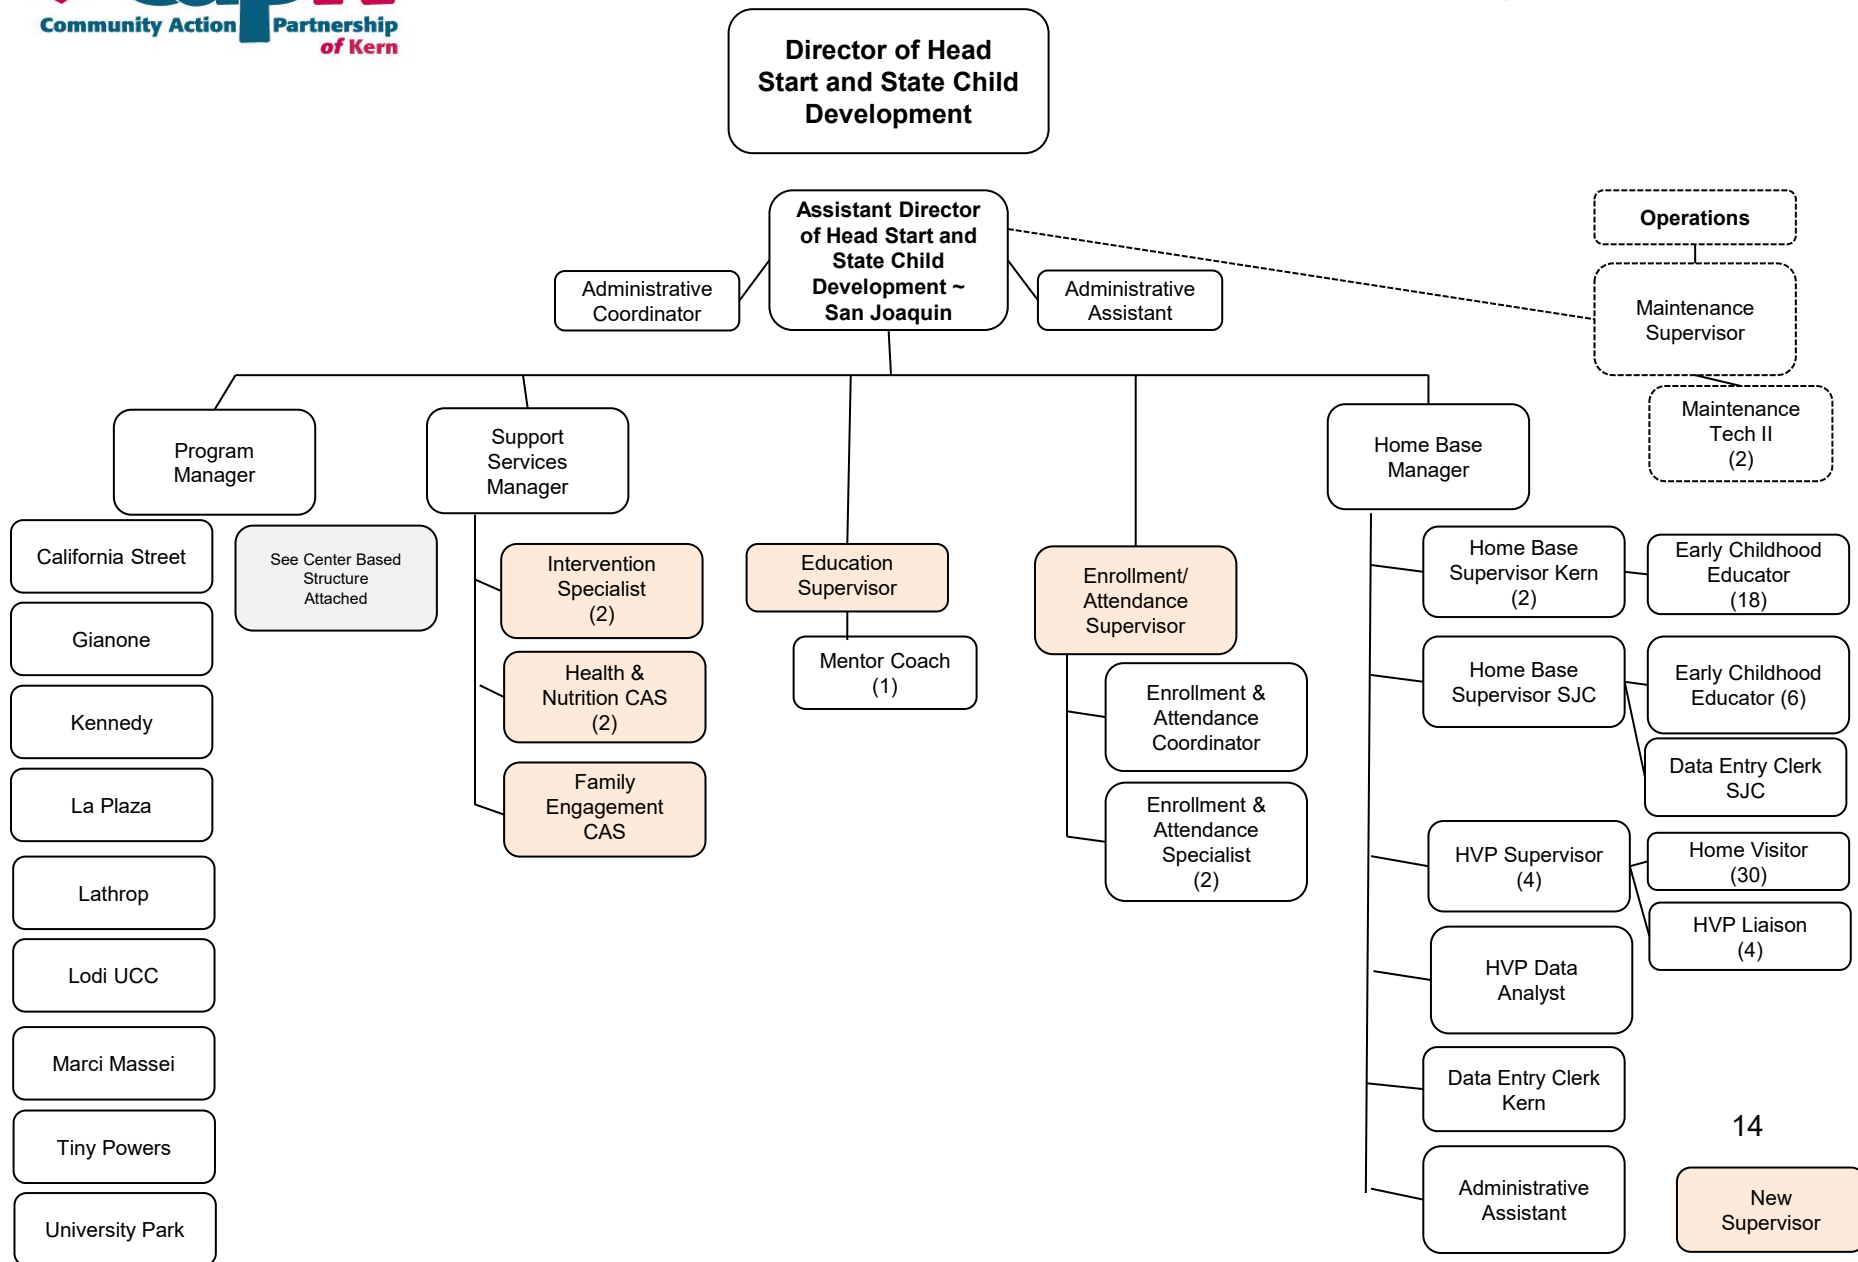 Community Action Partnership
of Kern
Director of Head
Start and State Child
Development
Assistant Director
of Head Start and
State Child
Development ~
San Joaquin
Administrative
Coordinator
Administrative
Assistant
Operations
Maintenance
Supervisor
Maintenance
Tech II
(2)
Program
Manager
Support
Services
Manager
Home Base
Manager
California Street
Gianone
Kennedy
La Plaza
Lathrop
Lodi UCC
Marci Massei
Tiny Powers
University Park
See Center Based
Structure
Attached
Intervention
Specialist
(2)
Health &
Nutrition CAS
(2)
Family
Engagement
CAS
Education
Supervisor
Mentor Coach
(1)
Enrollment/
Attendance
Supervisor
Enrollment &
Attendance
Coordinator
Enrollment &
Attendance
Specialist
(2)
Home Base
Supervisor Kern
(2)
Early Childhood
Educator
(18)
Home Base
Supervisor SJC
Early Childhood
Educator (6)
Data Entry Clerk
SJC
HVP Supervisor
(4)
Home Visitor
(30)
HVP Liaison
(4)
HVP Data
Analyst
Data Entry Clerk
Kern
Administrative
Assistant
14
New
Supervisor